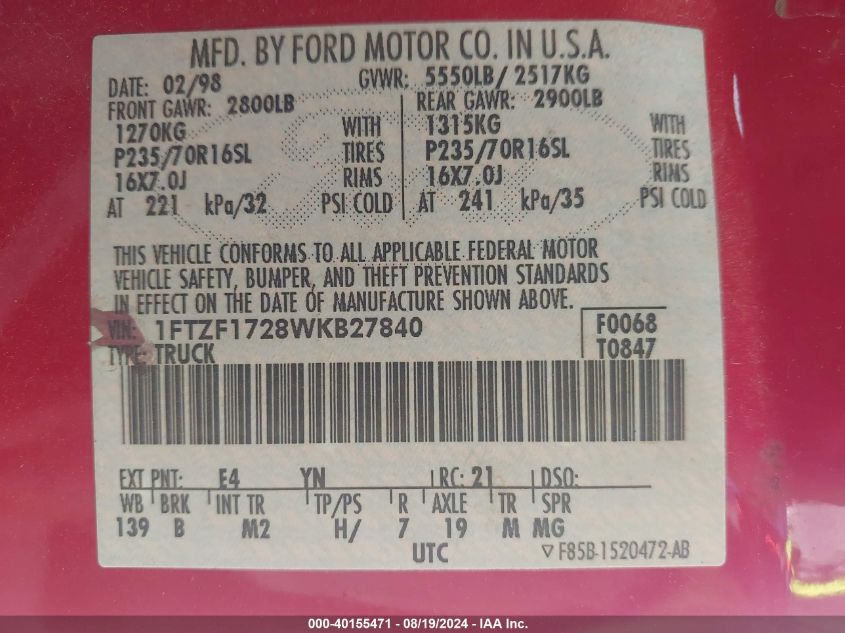 MFD. BY FORD MOTOR CO. IN U.S.A.
DATE: 02/98 GVWR: 5550LB/ 2517KG
FRONT GAWR: 2800LB REAR GAWR: 2900LB
1270KG WITH 1315KG WITH
P235/70R16SL TIRES P235/70R16SL TIRES
16X7.0J RIMS 16X7.0J RIMS
AT 221 kPa/32 PSI COLD AT 241 kPa/35 PSI COLD
THIS VEHICLE CONFORMS TO ALL APPLICABLE FEDERAL MOTOR
VEHICLE SAFETY, BUMPER, AND THEFT PREVENTION STANDARDS
IN EFFECT ON THE DATE OF MANUFACTURE SHOWN ABOVE.
VIN: 1FTZF1728WKB27840 F0068
TYPE: TRUCK T0847
EXT PNT: E4 YN RC: 21 DSO:
WB BRK INT TR TP/PS R AXLE TR SPR
139 B M2 H/ 7 19 M MG
UTC ▽F85B-1520472-AB
000-40155471 - 08/19/2024 - IAA Inc.